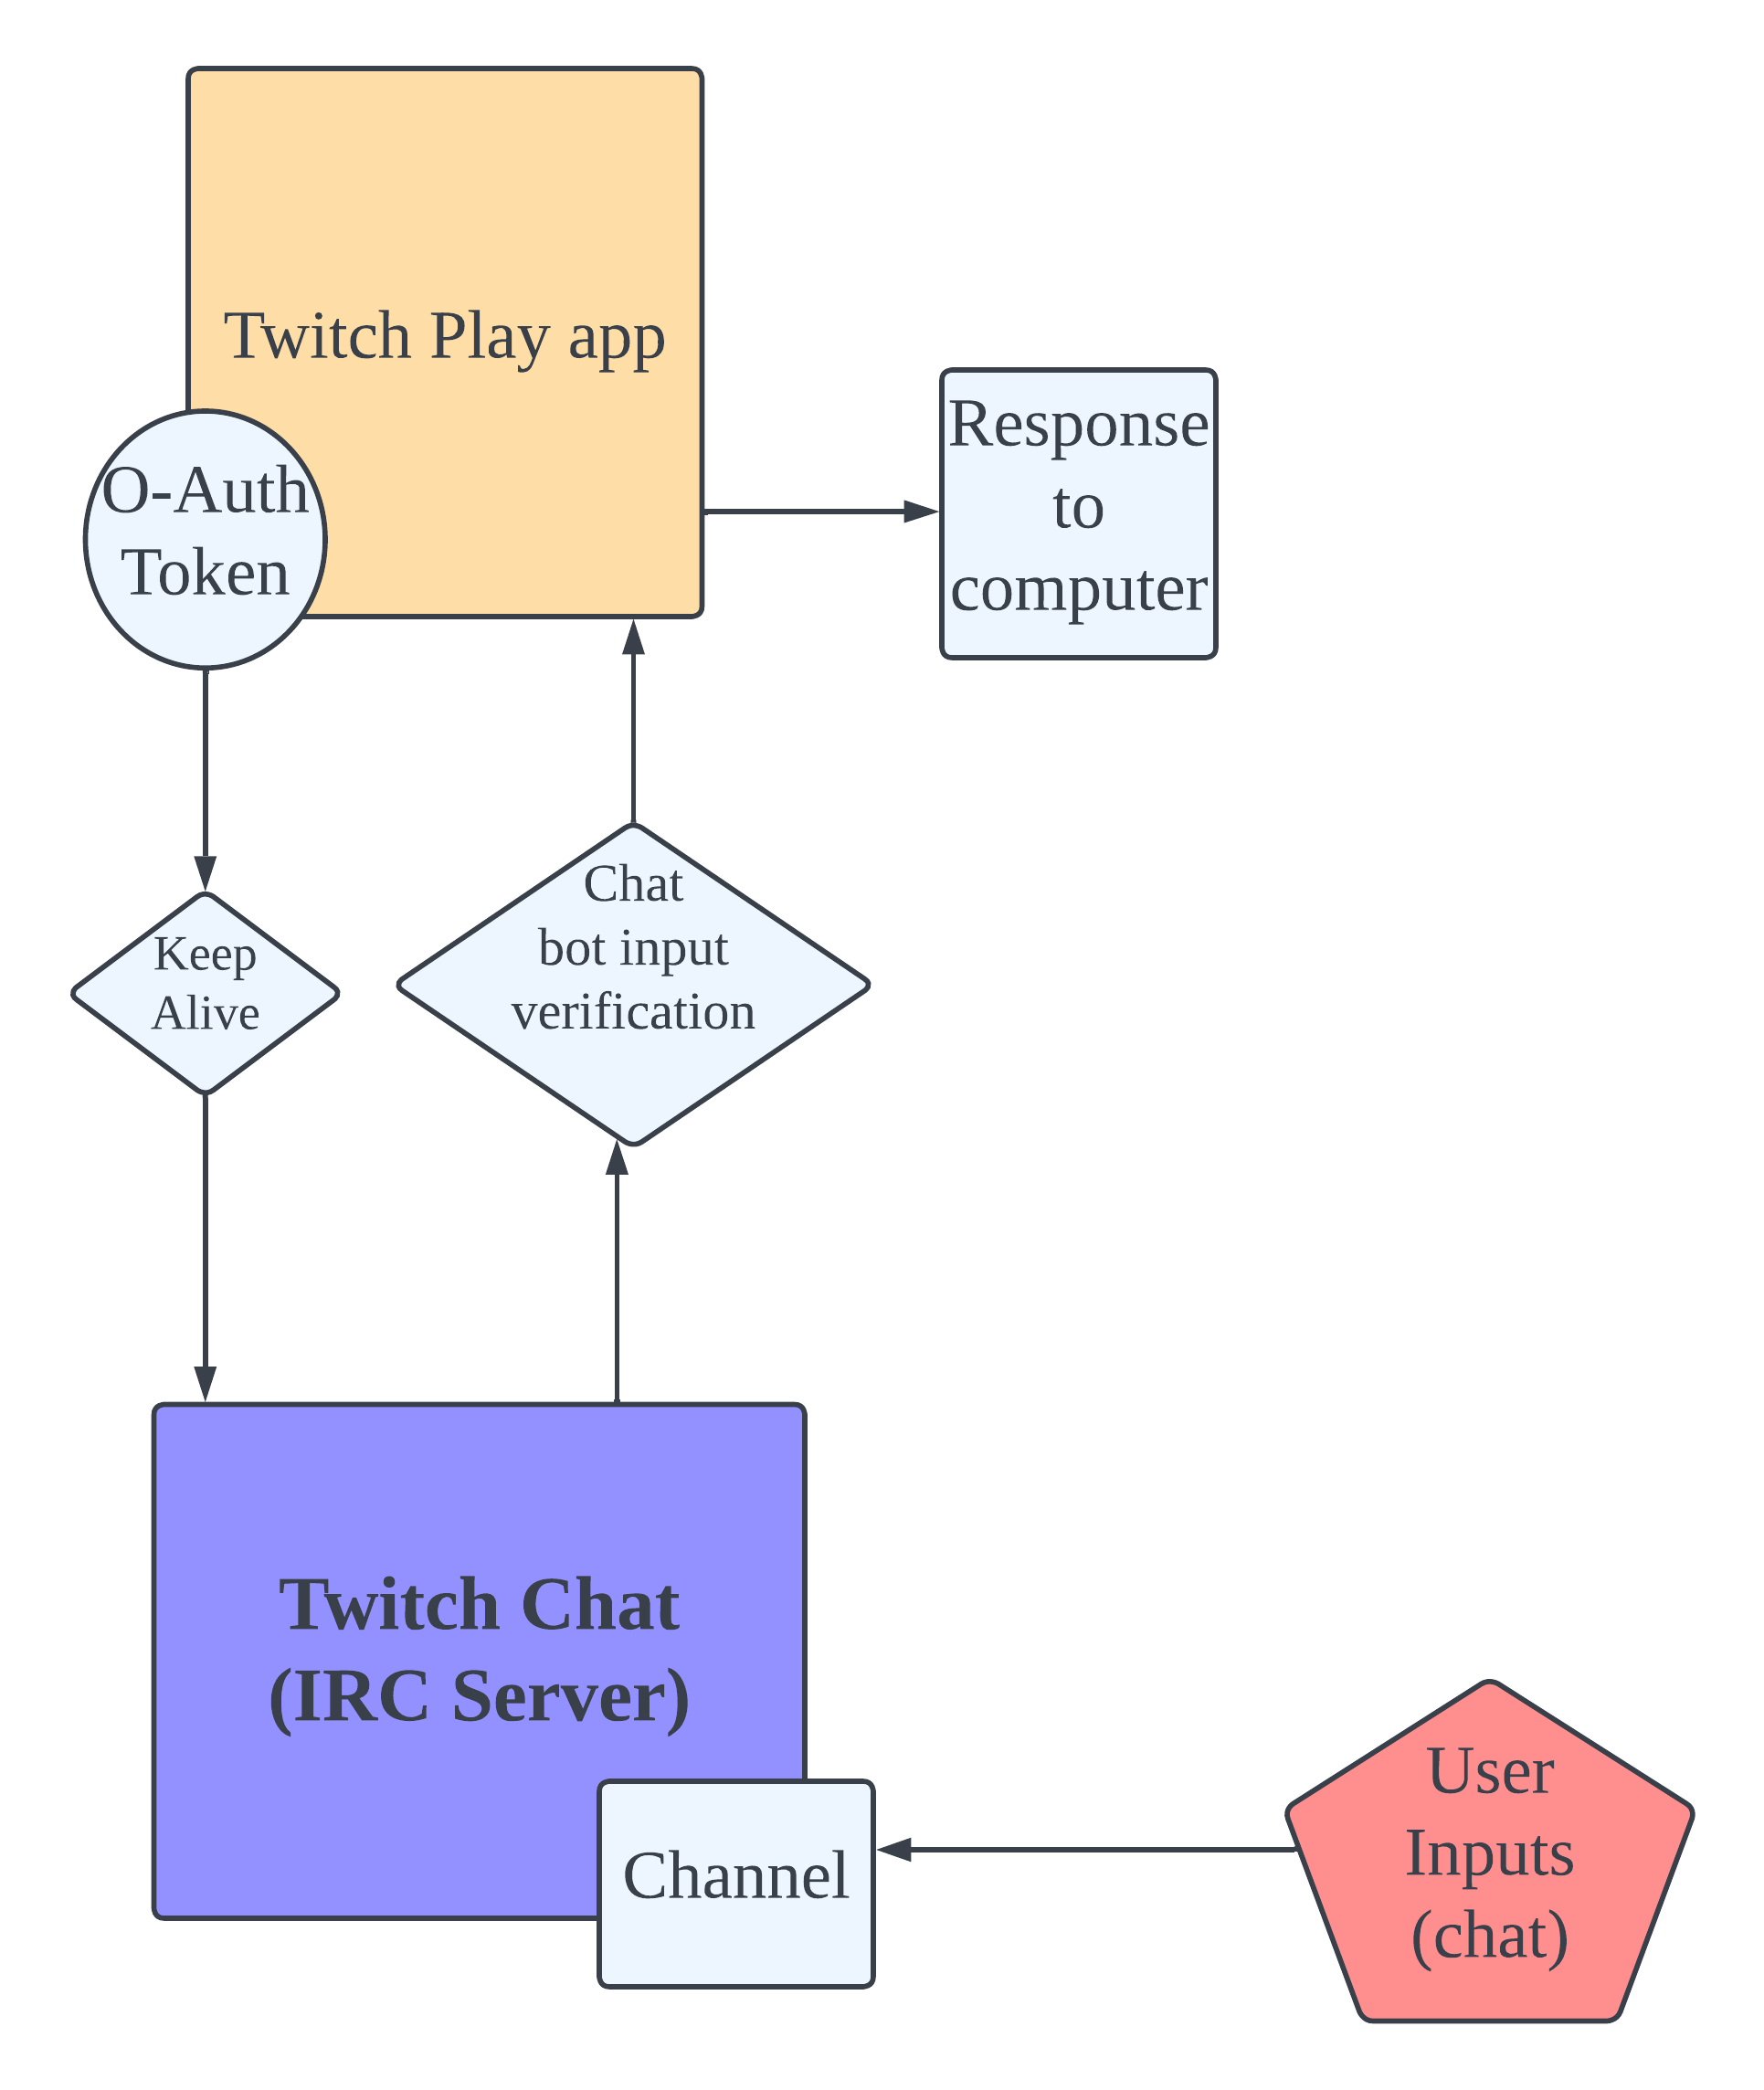 Twitch Play app
O-Auth
Token
Response
to
computer
Chat
bot input
verification
Keep
Alive
Twitch Chat
(IRC Server)
Channel
User
Inputs
(chat)